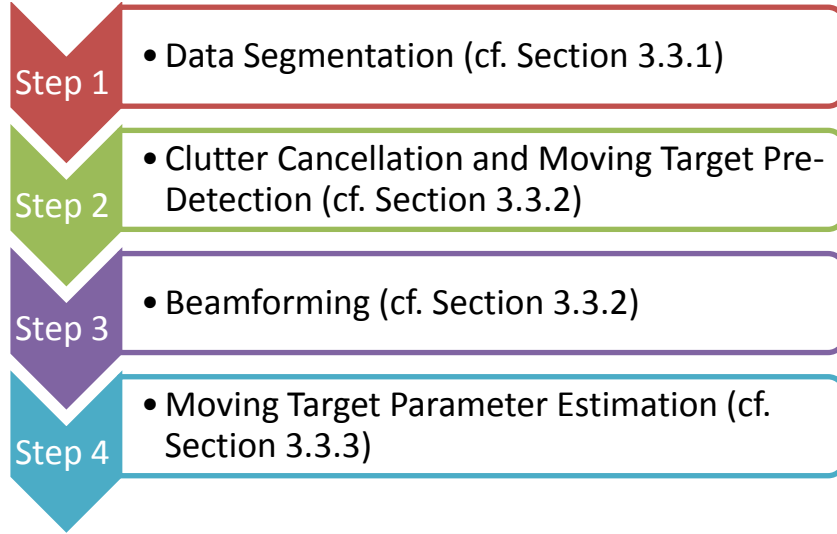 Step 1
• Data Segmentation (cf. Section 3.3.1)
Step 2
• Clutter Cancellation and Moving Target Pre-
Detection (cf. Section 3.3.2)
Step 3
• Beamforming (cf. Section 3.3.2)
Step 4
• Moving Target Parameter Estimation (cf.
Section 3.3.3)